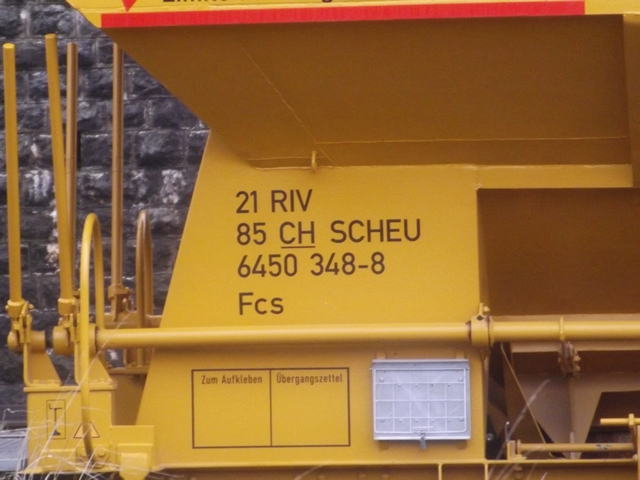 21 RIV
85 CH SCHEU
6450 348-8
Fcs
Zum Aufkleben Übergangszettel